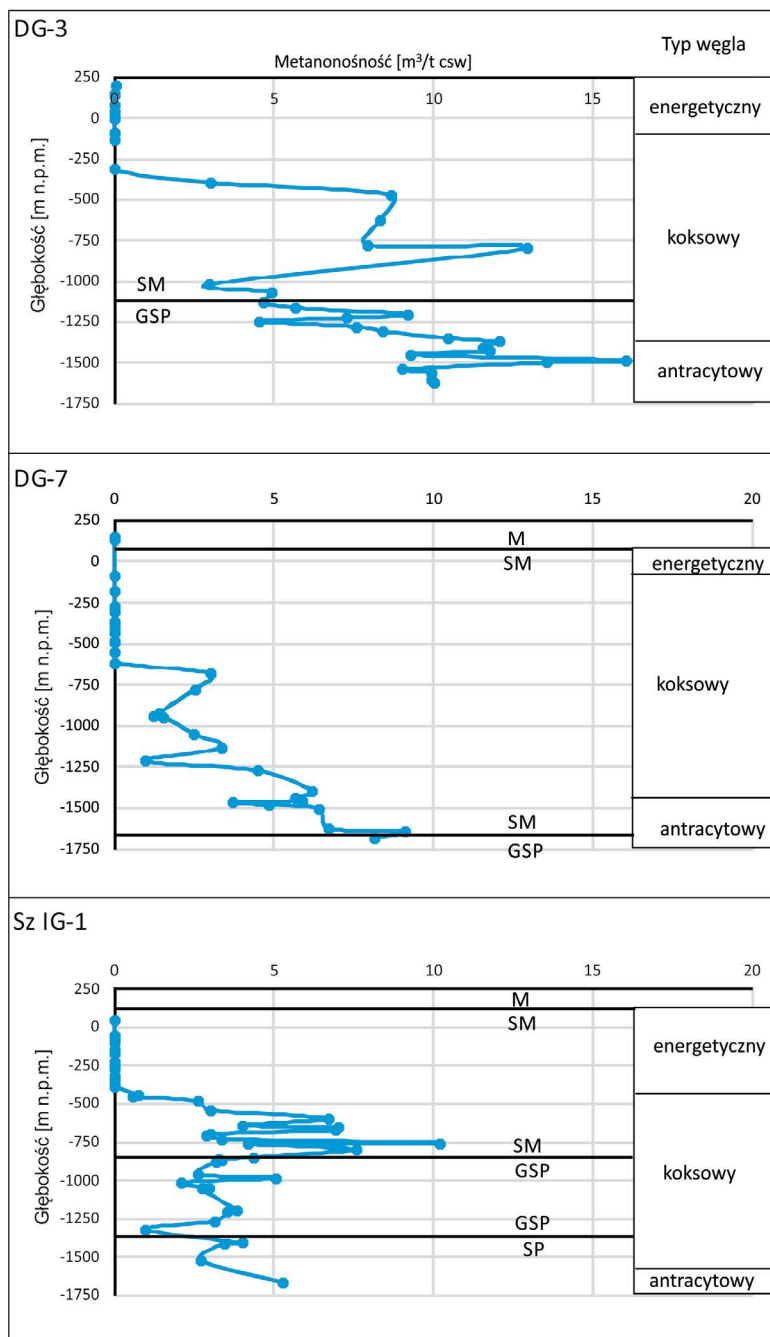 DG-3
Metanonośność [m³/t csw]
Typ węgla
0 5 10 15
250
0
-250
-500
-750
-1000
-1250
-1500
-1750
Głębokość [m n.p.m.]
SM
GSP
energetyczny
koksowy
antracytowy
DG-7
0 5 10 15 20
250
0
-250
-500
-750
-1000
-1250
-1500
-1750
Głębokość [m n.p.m.]
M
SM
SM
GSP
energetyczny
koksowy
antracytowy
Sz IG-1
0 5 10 15 20
250
0
-250
-500
-750
-1000
-1250
-1500
-1750
Głębokość [m n.p.m.]
M
SM
SM
GSP
GSP
SP
energetyczny
koksowy
antracytowy